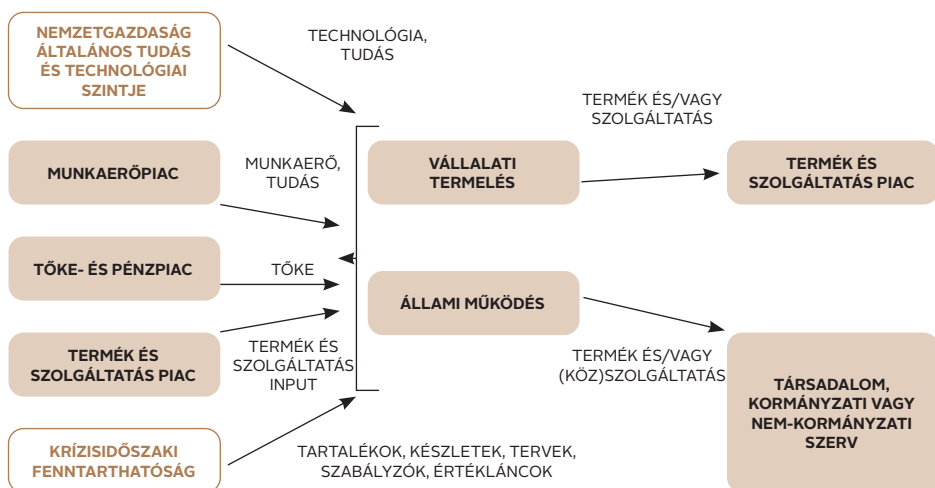 NEMZETGAZDASÁG
ÁLTALÁNOS TUDÁS
ÉS TECHNOLÓGIAI
SZINTJE
TECHNOLÓGIA,
TUDÁS
MUNKAERŐPIAC
MUNKAERŐ,
TUDÁS
TŐKE- ÉS PÉNZPIAC
TŐKE
TERMÉK ÉS
SZOLGÁLTATÁS PIAC
TERMÉK ÉS
SZOLGÁLTATÁS
INPUT
KRÍZISIDŐSZAKI
FENNTARTHATÓSÁG
TARTALÉKOK, KÉSZLETEK, TERVEK,
SZABÁLYZÓK, ÉRTÉKLÁNCOK
VÁLLALATI
TERMELÉS
TERMÉK ÉS/VAGY
SZOLGÁLTATÁS
TERMÉK ÉS
SZOLGÁLTATÁS PIAC
ÁLLAMI MŰKÖDÉS
TERMÉK ÉS/VAGY
(KÖZ)SZOLGÁLTATÁS
TÁRSADALOM,
KORMÁNYZATI VAGY
NEM-KORMÁNYZATI
SZERV